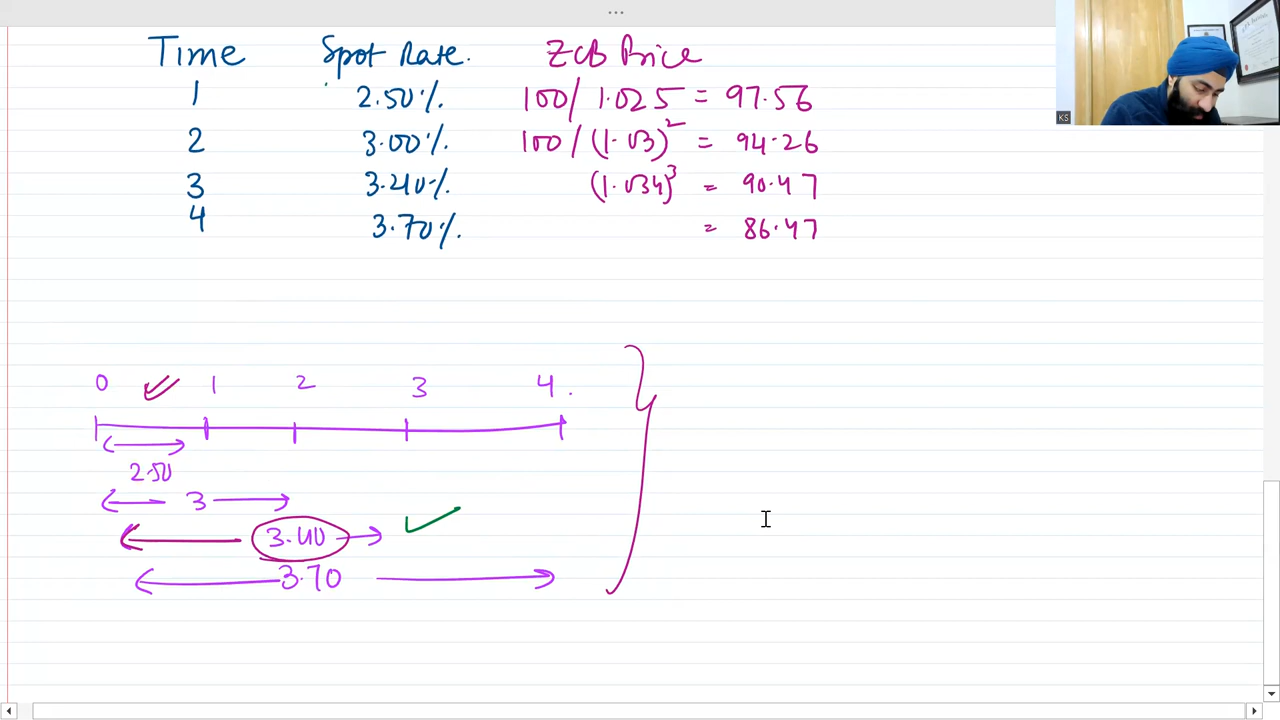 Time Spot Rate. ZCB Price
1 2.50% 100/ 1.025 = 97.56
2 3.00% 100/(1.03)² = 94.26
3 3.40% (1.034)³ = 90.47
4 3.70% = 86.47
0 1 2 3 4.
2.50
3
3.40
3.70
KS